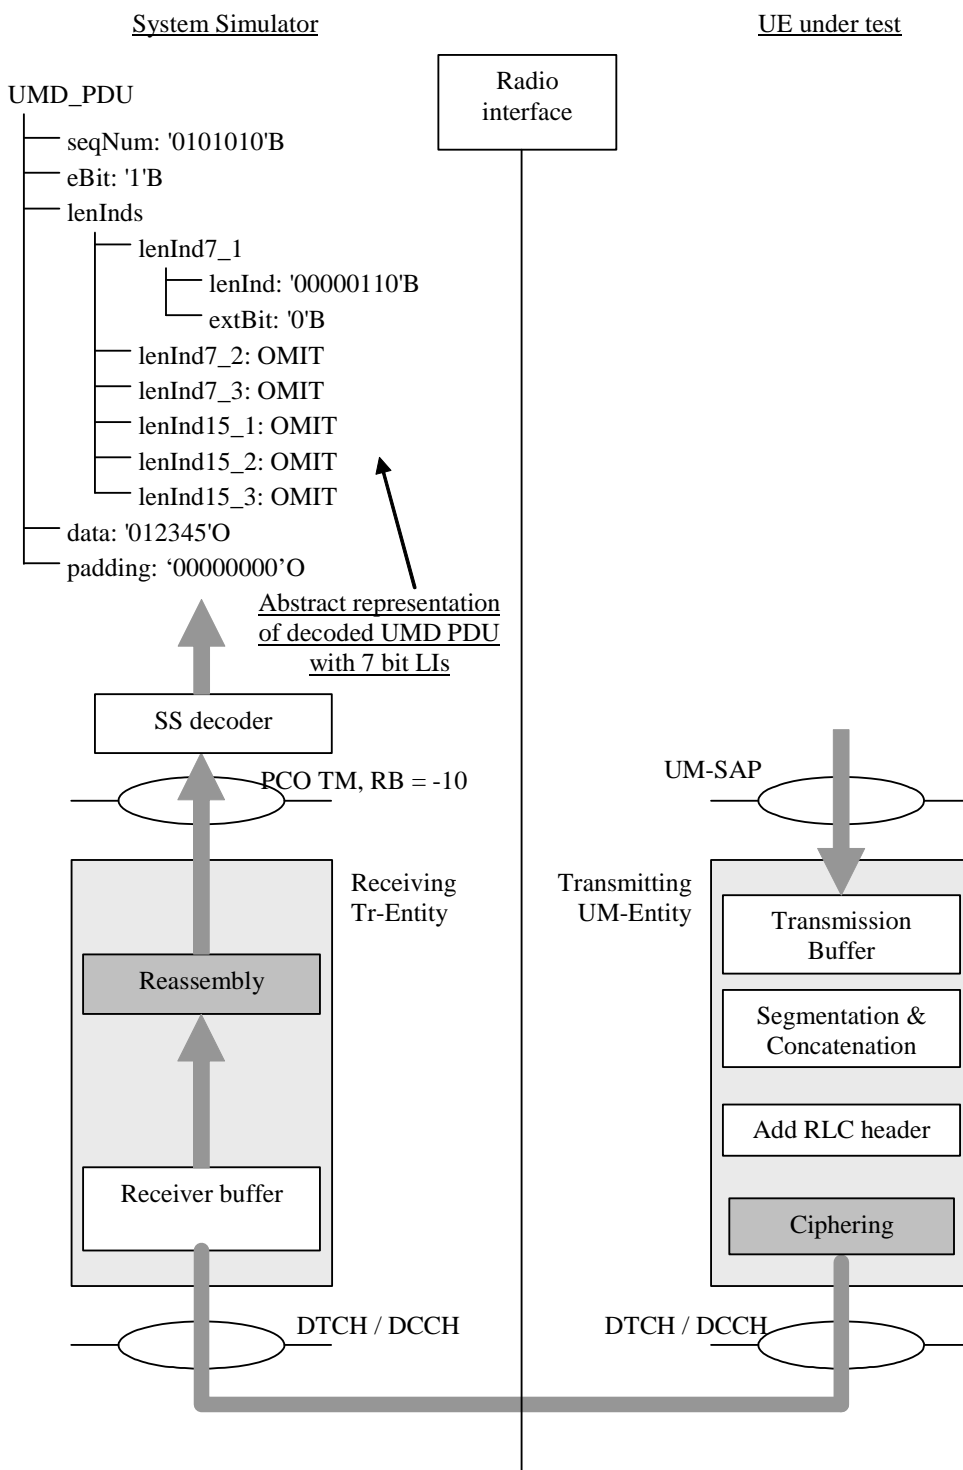 System Simulator
UE under test
Radio
interface
UMD_PDU
seqNum: '0101010'B
eBit: '1'B
lenInds
lenInd7_1
lenInd: '00000110'B
extBit: '0'B
lenInd7_2: OMIT
lenInd7_3: OMIT
lenInd15_1: OMIT
lenInd15_2: OMIT
lenInd15_3: OMIT
data: '012345'O
padding: ‘00000000’O
Abstract representation
of decoded UMD PDU
with 7 bit LIs
SS decoder
PCO TM, RB = -10
UM-SAP
Receiving
Tr-Entity
Transmitting
UM-Entity
Transmission
Buffer
Reassembly
Segmentation &
Concatenation
Add RLC header
Receiver buffer
Ciphering
DTCH / DCCH
DTCH / DCCH